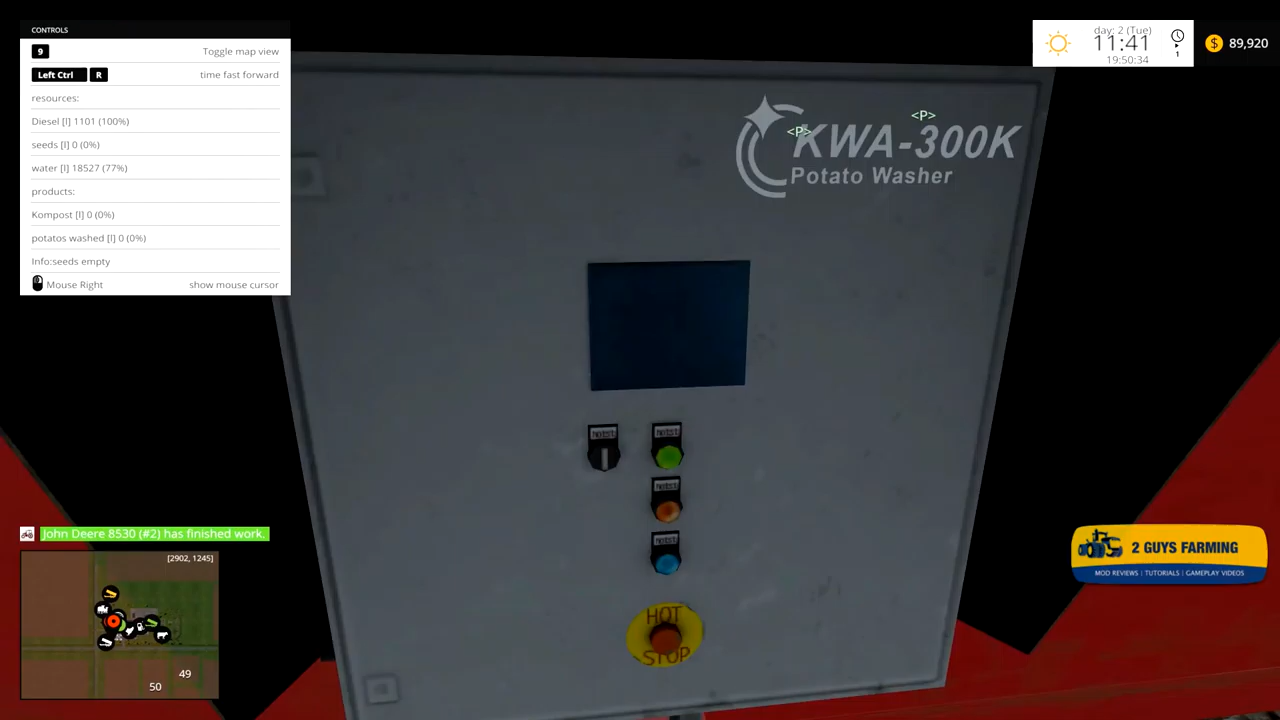 CONTROLS
9 Toggle map view
Left Ctrl R time fast forward
resources:
Diesel [l] 1101 (100%)
seeds [l] 0 (0%)
water [l] 18527 (77%)
products:
Kompost [l] 0 (0%)
potatos washed [l] 0 (0%)
Info:seeds empty
Mouse Right show mouse cursor
day: 2 (Tue)
11:41
19:50:34
1
$ 89,920
<P>
<P>
KWA-300K
Potato Washer
HOT
STOP
John Deere 8530 (#2) has finished work.
[2902, 1245]
49
50
2 GUYS FARMING
MOD REVIEWS | TUTORIALS | GAMEPLAY VIDEOS